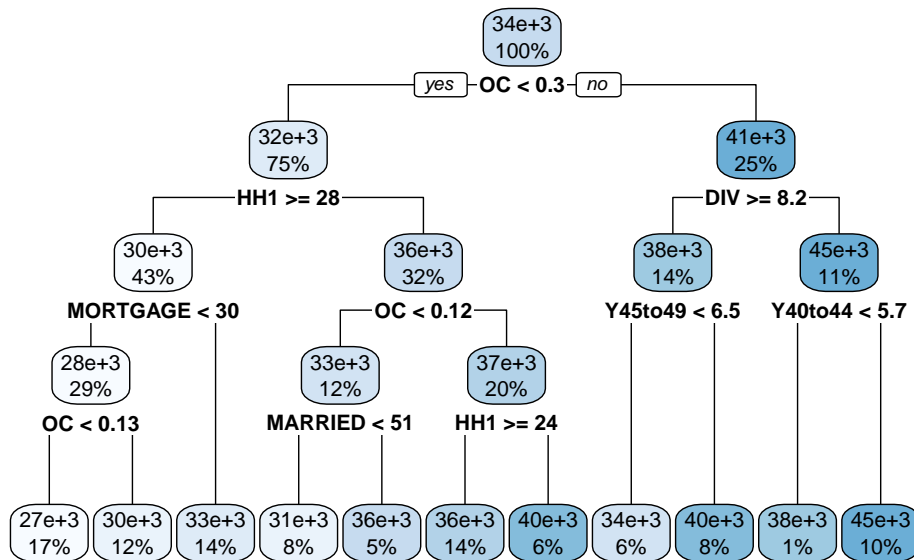 34e+3
100%
yes OC < 0.3 no
32e+3
75%
41e+3
25%
HH1 >= 28
DIV >= 8.2
30e+3
43%
36e+3
32%
38e+3
14%
45e+3
11%
MORTGAGE < 30
OC < 0.12
Y45to49 < 6.5
Y40to44 < 5.7
28e+3
29%
33e+3
12%
37e+3
20%
OC < 0.13
MARRIED < 51
HH1 >= 24
27e+3
17%
30e+3
12%
33e+3
14%
31e+3
8%
36e+3
5%
36e+3
14%
40e+3
6%
34e+3
6%
40e+3
8%
38e+3
1%
45e+3
10%